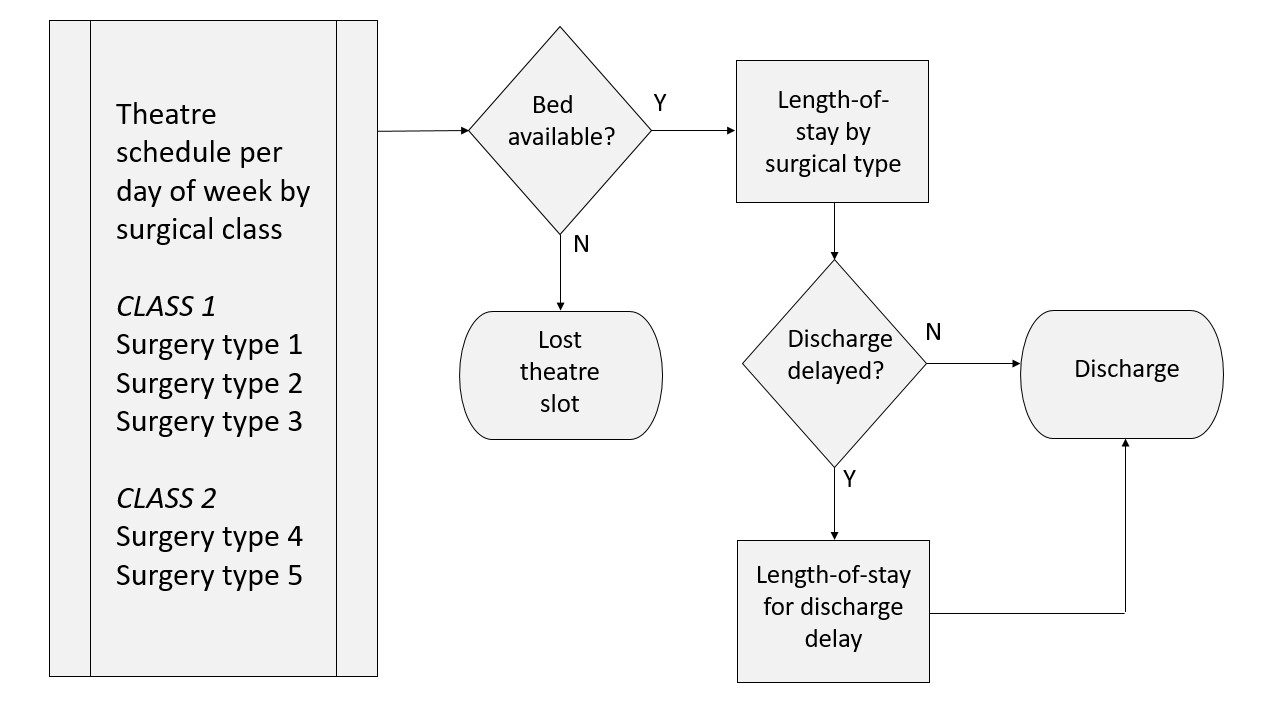 Theatre
schedule per
day of week by
surgical class
CLASS 1
Surgery type 1
Surgery type 2
Surgery type 3
CLASS 2
Surgery type 4
Surgery type 5
Bed
available?
Y
N
Lost
theatre
slot
Length-of-
stay by
surgical type
Discharge
delayed?
N
Y
Discharge
Length-of-stay
for discharge
delay